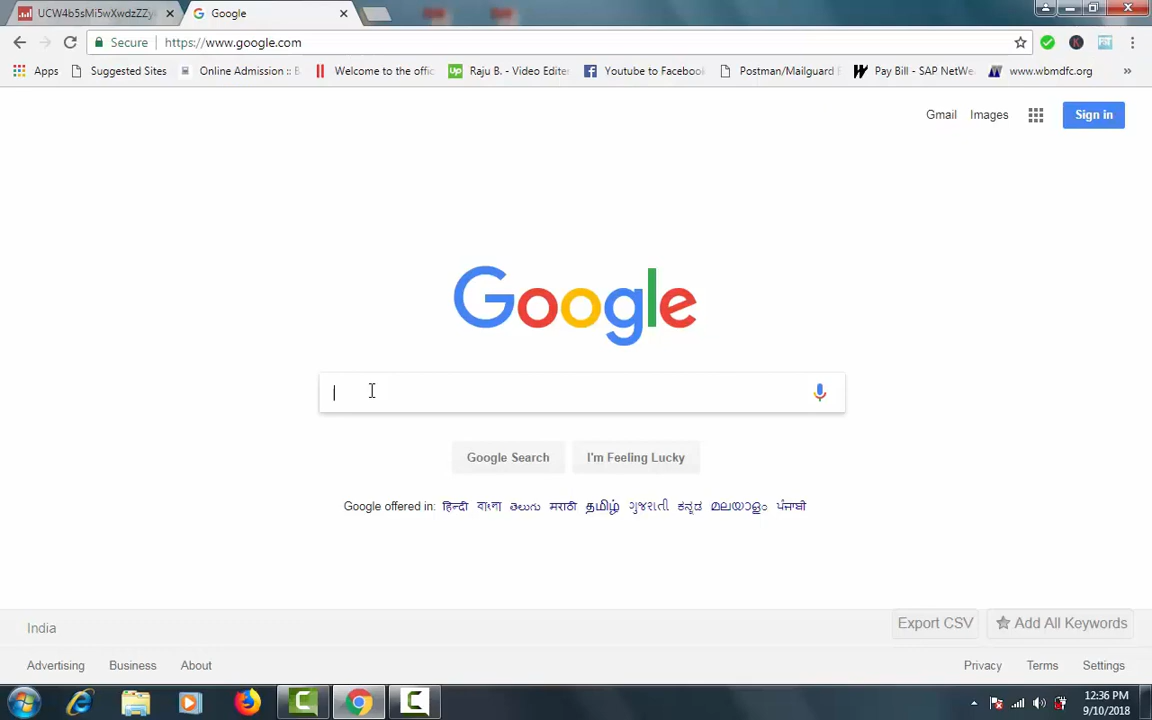 UCW4b5sMi5wXwdzZZy
Google
Secure
https://www.google.com
Apps
Suggested Sites
Online Admission :: B
Welcome to the offic
Up
Raju B. - Video Editer
Youtube to Facebook
Postman/Mailguard
Pay Bill - SAP NetWe
www.wbmdfc.org
»
Gmail
Images
Sign in
Google
Google Search
I'm Feeling Lucky
Google offered in: हिन्दी বাংলা తెలుగు मराठी தமிழ் ગુજરાતી ಕನ್ನಡ മലയാളം ਪੰਜਾਬੀ
India
Export CSV
Add All Keywords
Advertising
Business
About
Privacy
Terms
Settings
12:36 PM
9/10/2018